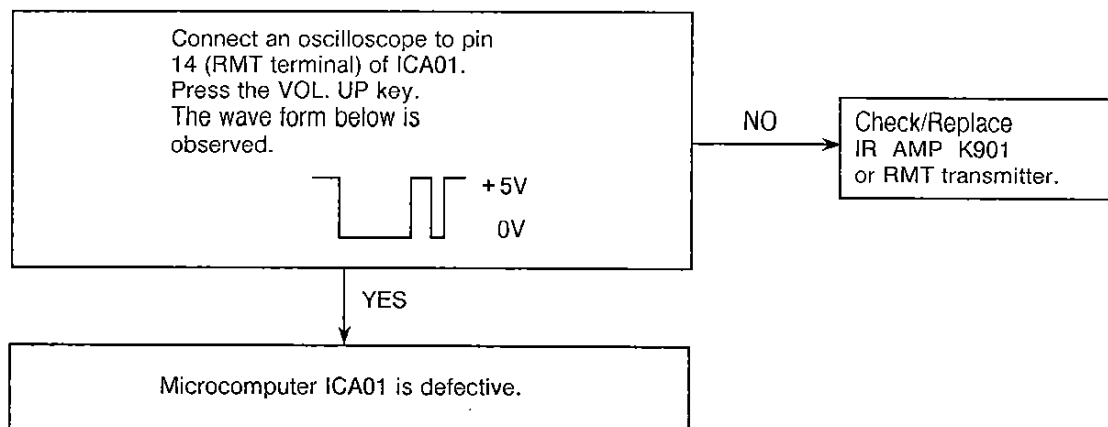 Connect an oscilloscope to pin
14 (RMT terminal) of ICA01.
Press the VOL. UP key.
The wave form below is
observed.
+5V
0V
NO
Check/Replace
IR AMP K901
or RMT transmitter.
YES
Microcomputer ICA01 is defective.